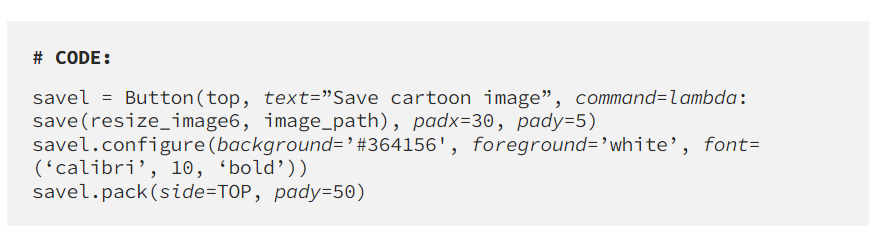 # CODE:
savel = Button(top, text=”Save cartoon image”, command=lambda:
save(resize_image6, image_path), padx=30, pady=5)
savel.configure(background=’#364156', foreground=’white’, font=
(‘calibri’, 10, ‘bold’))
savel.pack(side=TOP, pady=50)